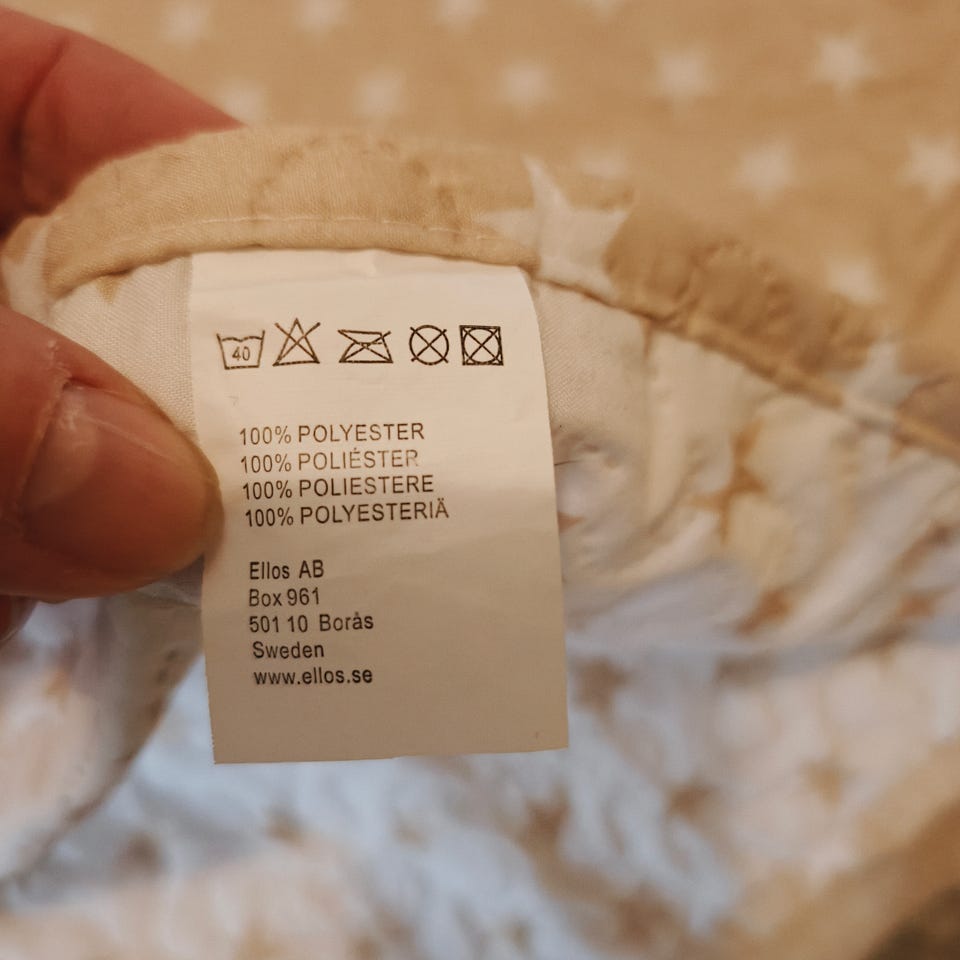 40
100% POLYESTER
100% POLIÉSTER
100% POLIESTERE
100% POLYESTERIÄ
Ellos AB
Box 961
501 10 Borås
Sweden
www.ellos.se